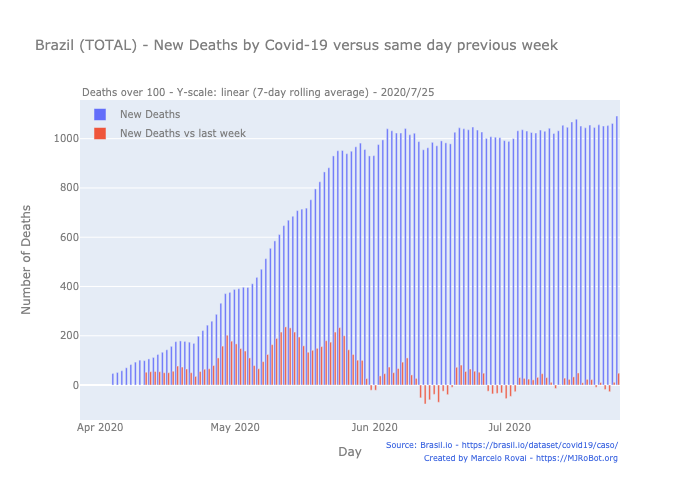 Brazil (TOTAL) - New Deaths by Covid-19 versus same day previous week
Deaths over 100 - Y-scale: linear (7-day rolling average) - 2020/7/25
New Deaths
New Deaths vs last week
1000
800
600
400
200
0
Number of Deaths
Apr 2020
May 2020
Jun 2020
Jul 2020
Day
Source: Brasil.io - https://brasil.io/dataset/covid19/caso/
Created by Marcelo Rovai - https://MJRoBot.org